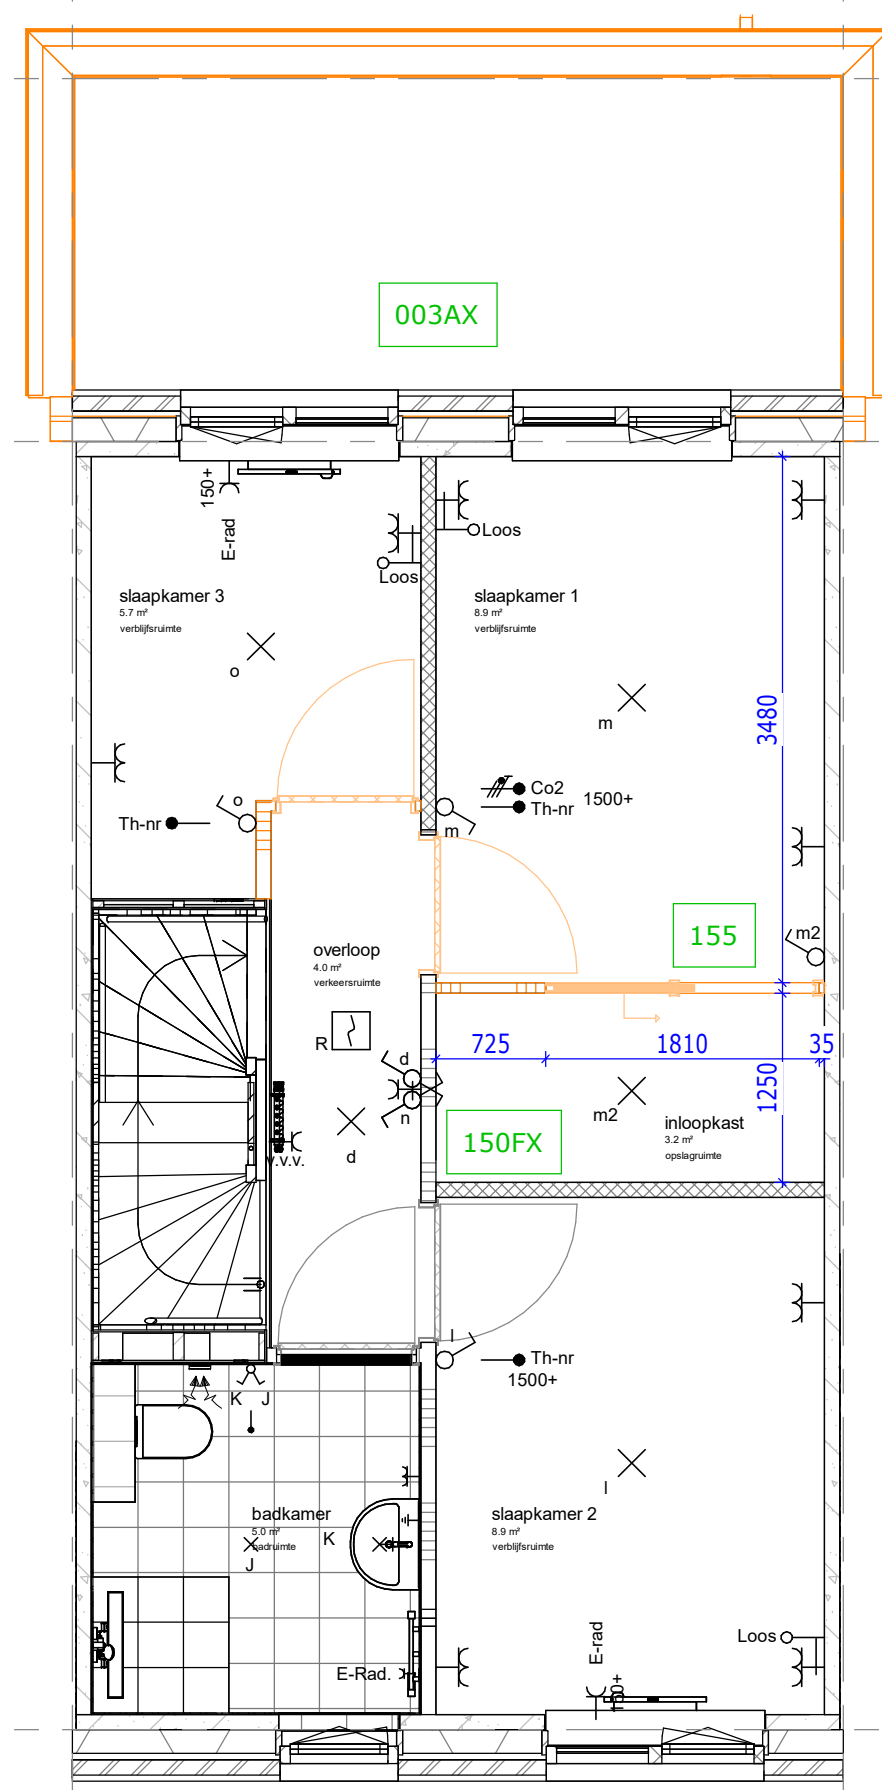 003AX
150+
E-rad
Loos
Loos
slaapkamer 3
5.7 m²
verblijfsruimte
slaapkamer 1
8.9 m²
verblijfsruimte
o
m
3480
Co2
Th-nr
1500+
o
Th-nr
m
155
m2
overloop
4.0 m²
verkeersruimte
R
d
n
d
v.v.v.
725
1810
35
1250
m2
150FX
inloopkast
3.2 m²
opslagruimte
l
Th-nr
1500+
K
J
badkamer
5.0 m²
badruimte
K
J
slaapkamer 2
8.9 m²
verblijfsruimte
l
E-rad
Loos
E-Rad.